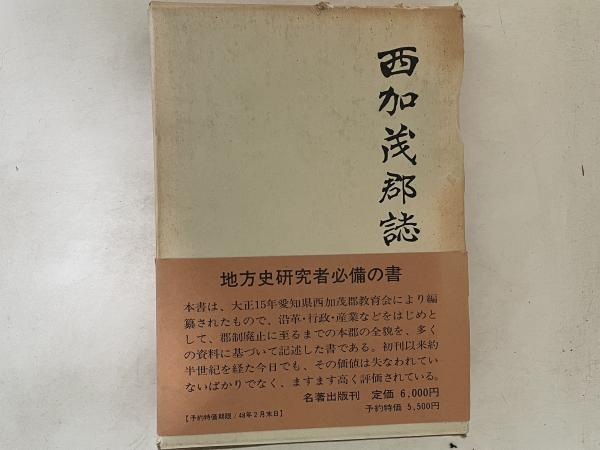 西加茂郡誌
地方史研究者必備の書
本書は、大正15年愛知県西加茂郡教育会により編
纂されたもので、沿革・行政・産業などをはじめと
して、郡制廃止に至るまでの本郡の全貌を、多く
の資料に基づいて記述した書である。初刊以来約
半世紀を経た今日でも、その価値は失なわれてい
ないばかりでなく、ますます高く評価されている。
名著出版刊 定価 6,000円
【予約特価期限/48年2月末日】 予約特価 5,500円